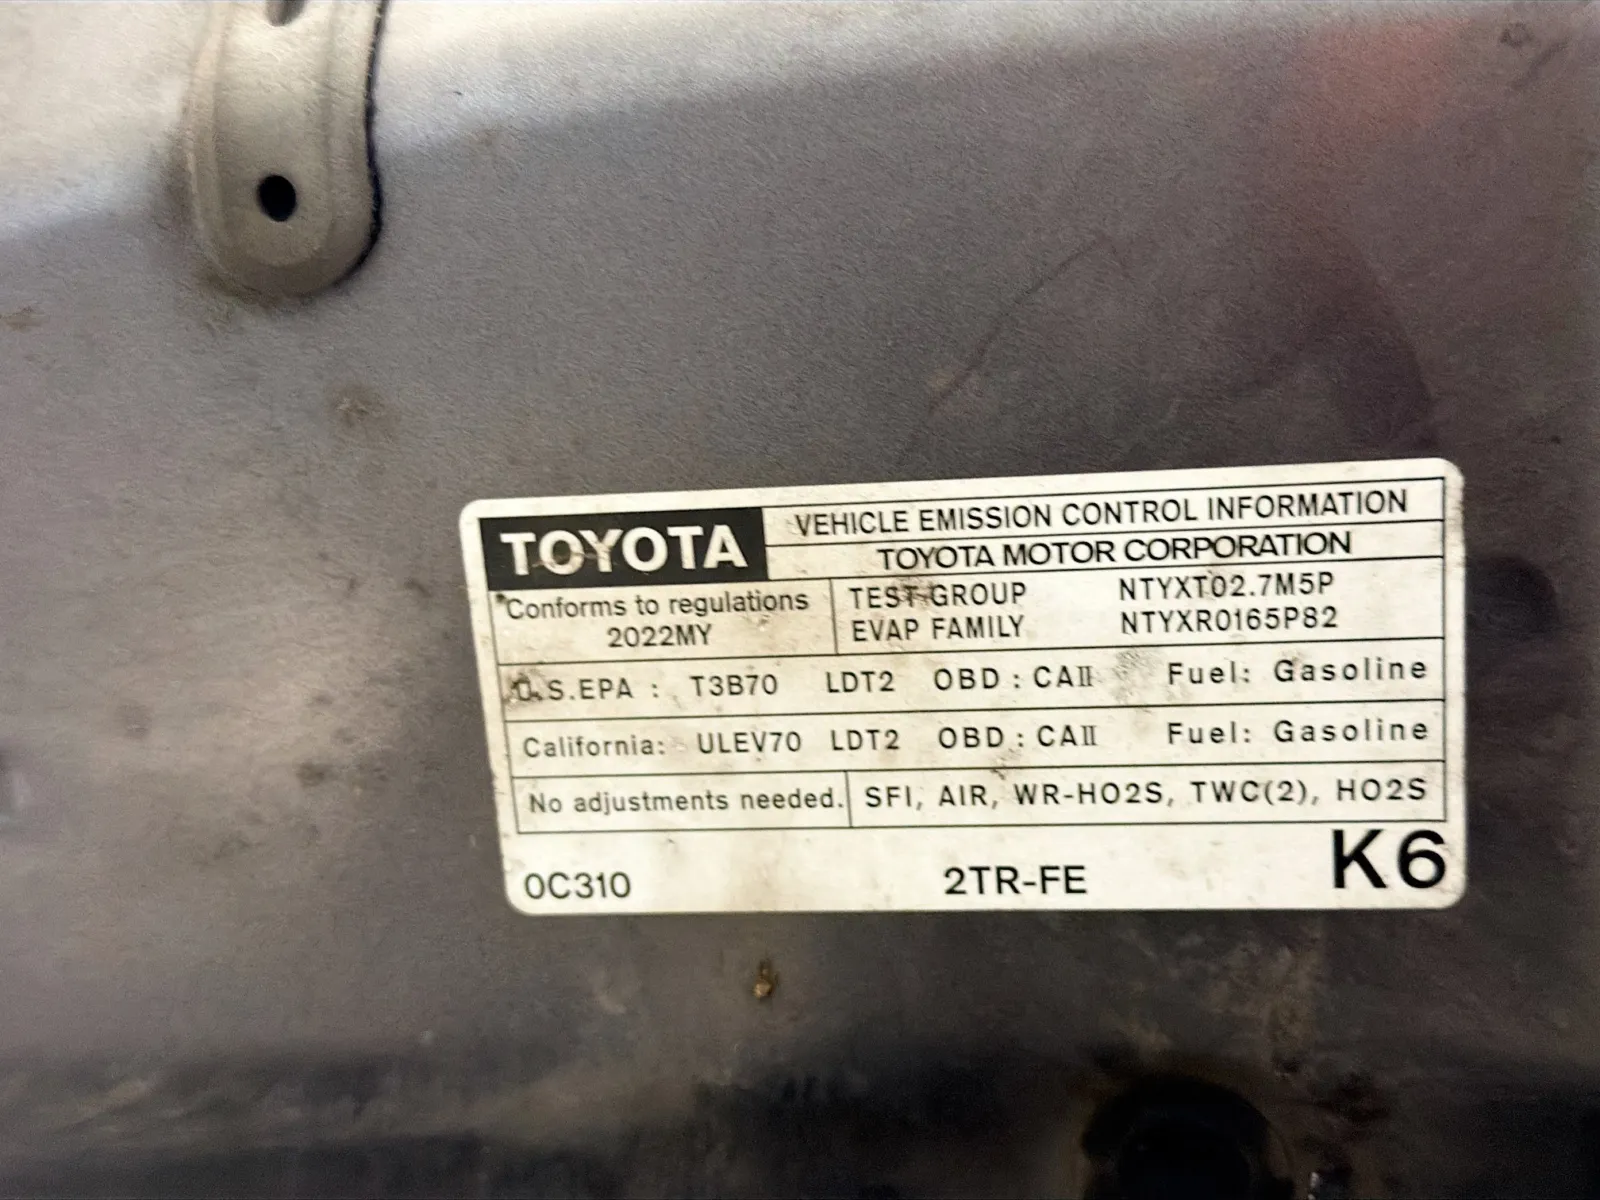 TOYOTA
VEHICLE EMISSION CONTROL INFORMATION
TOYOTA MOTOR CORPORATION
Conforms to regulations
2022MY
TEST GROUP NTYXT02.7M5P
EVAP FAMILY NTYXR0165P82
U.S.EPA : T3B70 LDT2 OBD : CAII Fuel: Gasoline
California: ULEV70 LDT2 OBD : CAII Fuel: Gasoline
No adjustments needed. SFI, AIR, WR-HO2S, TWC(2), HO2S
0C310 2TR-FE K6